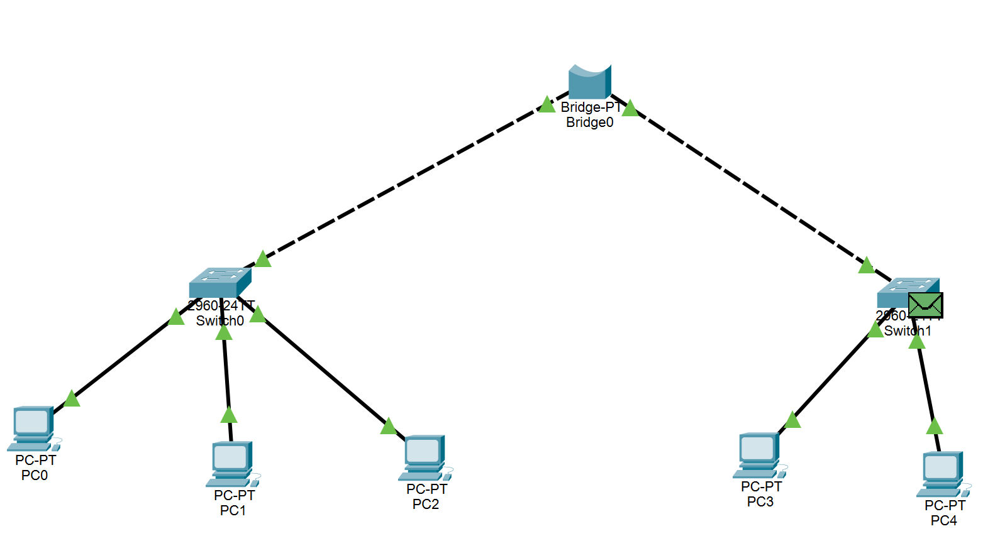 Bridge-PT
Bridge0
2960-24TT
Switch0
Switch1
PC-PT
PC0
PC-PT
PC1
PC-PT
PC2
PC-PT
PC3
PC-PT
PC4